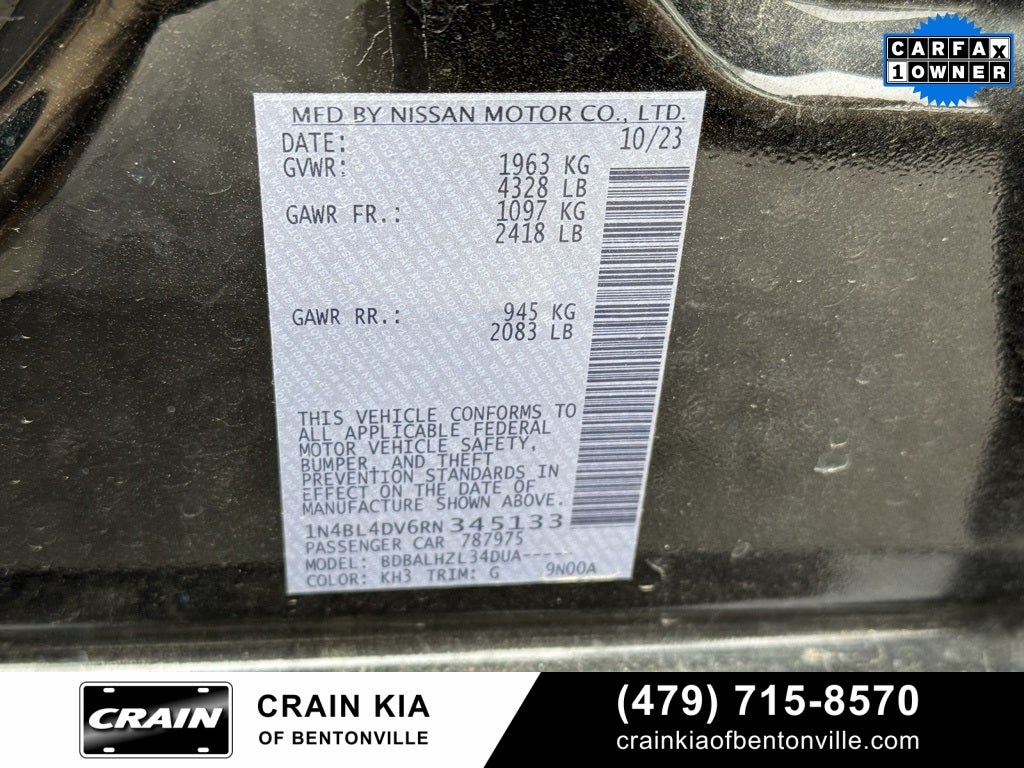 CARFAX
1 OWNER
MFD BY NISSAN MOTOR CO., LTD.
DATE: 10/23
GVWR: 1963 KG
4328 LB
GAWR FR.: 1097 KG
2418 LB
GAWR RR.: 945 KG
2083 LB
THIS VEHICLE CONFORMS TO
ALL APPLICABLE FEDERAL
MOTOR VEHICLE SAFETY,
BUMPER, AND THEFT
PREVENTION STANDARDS IN
EFFECT ON THE DATE OF
MANUFACTURE SHOWN ABOVE.
1N4BL4DV6RN345133
PASSENGER CAR 787975
MODEL: BDBALHZL34DUA-----
COLOR: KH3 TRIM: G 9N00A
CRAIN
CRAIN KIA
OF BENTONVILLE
(479) 715-8570
crainkiaofbentonville.com